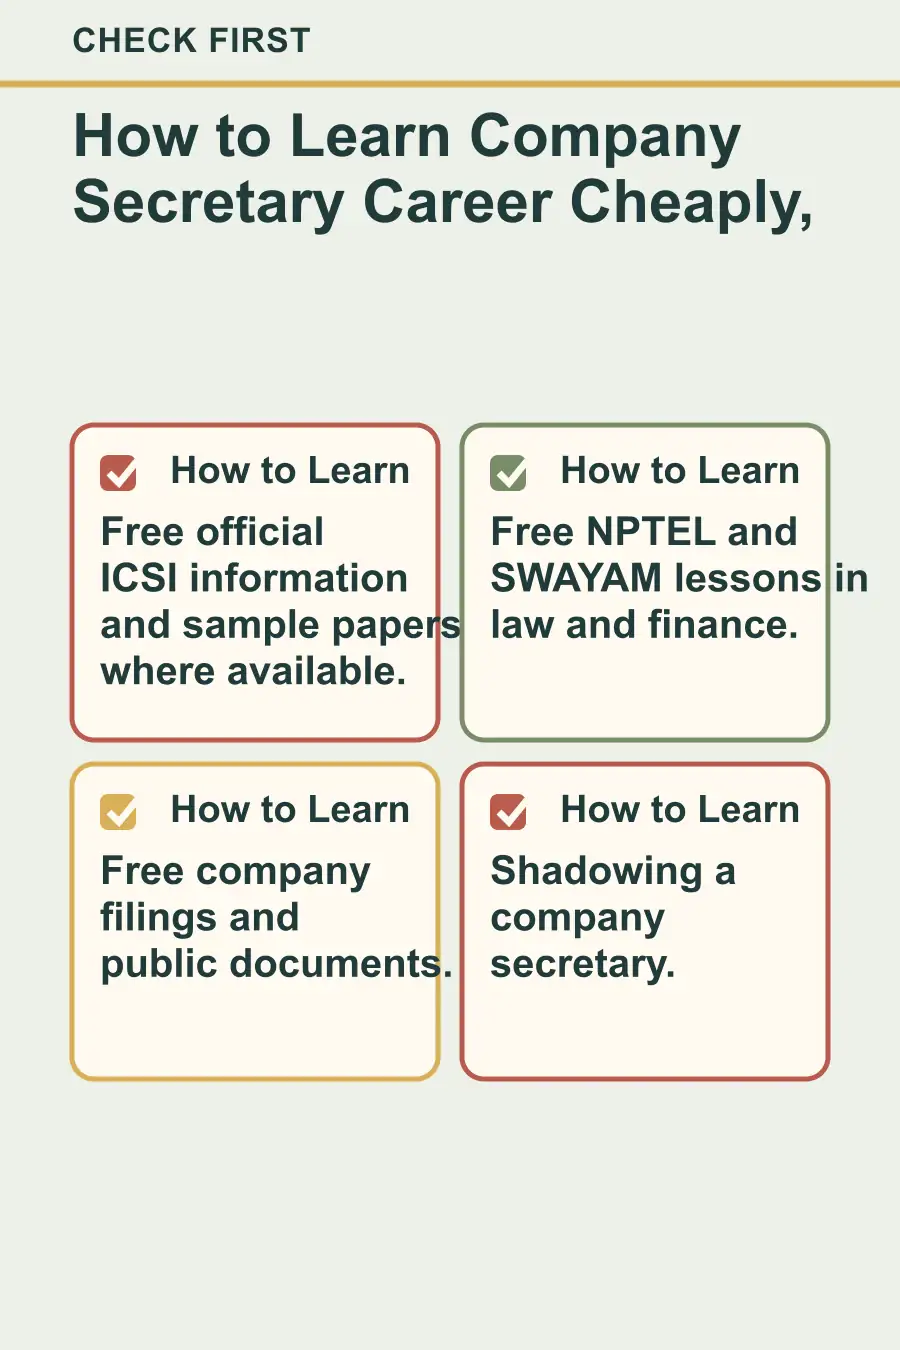 CHECK FIRST
How to Learn Company
Secretary Career Cheaply,
How to Learn
Free official
ICSI information
and sample papers
where available.
How to Learn
Free NPTEL and
SWAYAM lessons in
law and finance.
How to Learn
Free company
filings and
public documents.
How to Learn
Shadowing a
company
secretary.